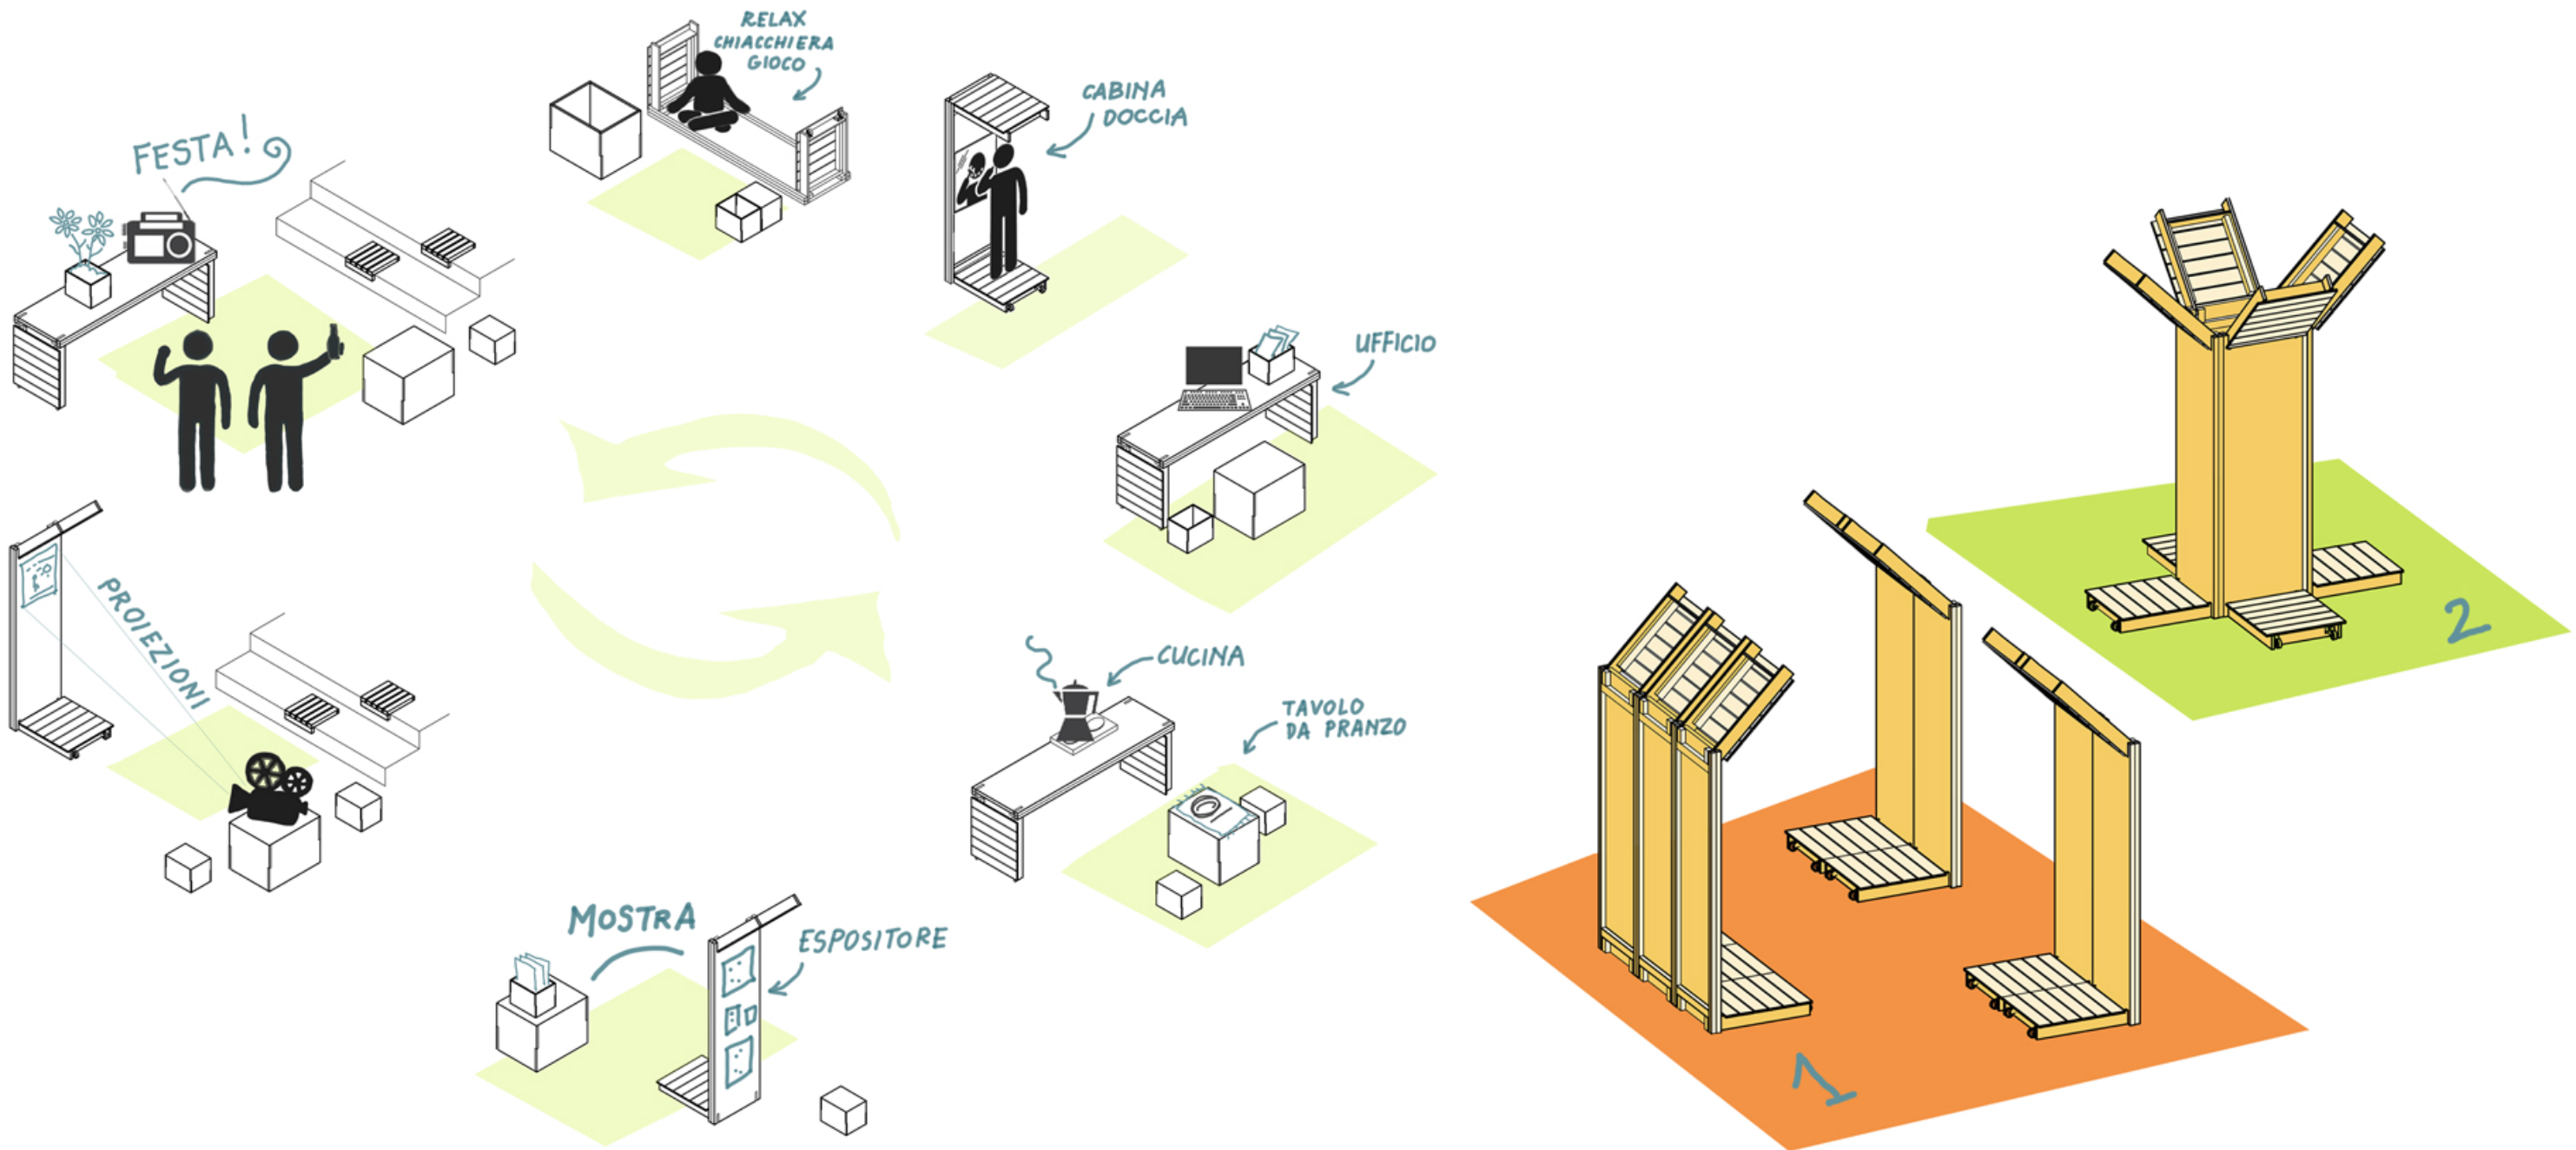 RELAX
CHIACCHIERA
GIOCO
CABINA
DOCCIA
FESTA!
UFFICIO
PROIEZIONI
CUCINA
TAVOLO
DA PRANZO
MOSTRA
ESPOSITORE
2
1